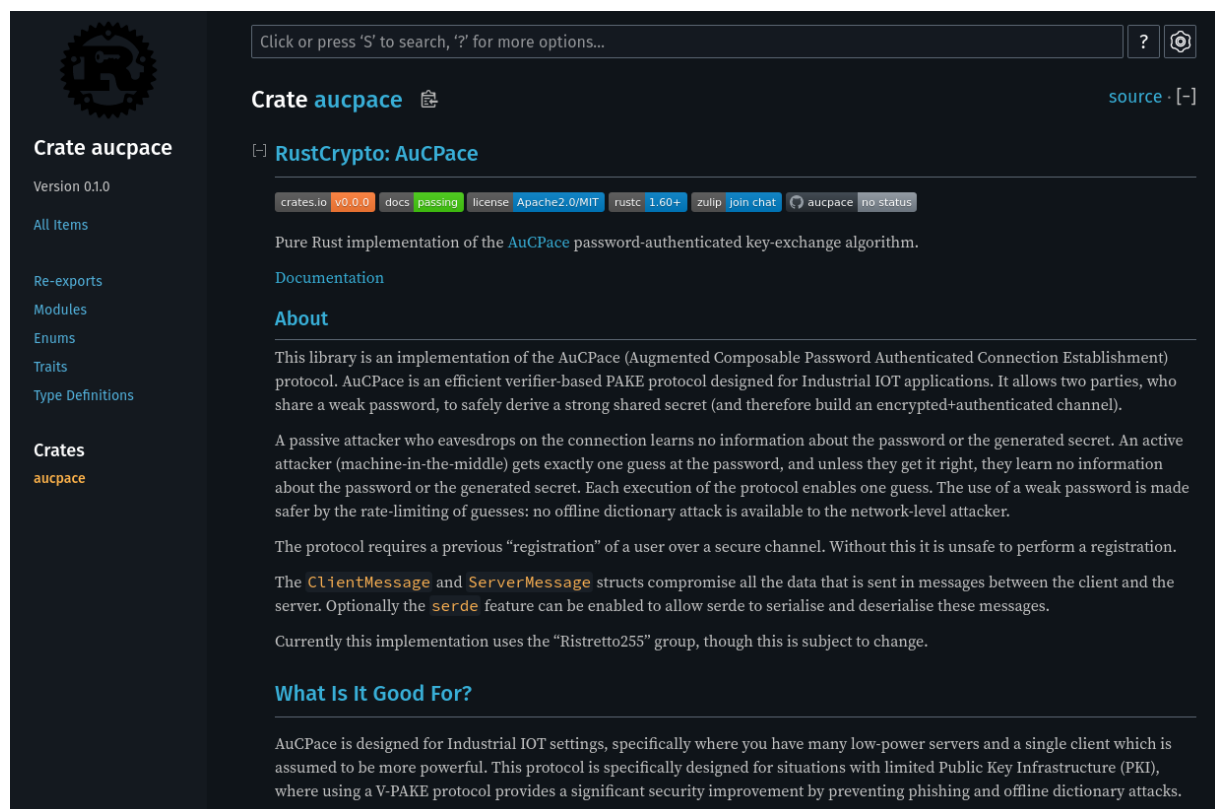 Crate aucpace
Version 0.1.0
All Items
Re-exports
Modules
Enums
Traits
Type Definitions
Crates
aucpace
Click or press ‘S’ to search, ‘?’ for more options…
?
Crate aucpace
source · [-]
[-] RustCrypto: AuCPace
crates.io v0.0.0 docs passing license Apache2.0/MIT rustc 1.60+ zulip join chat aucpace no status
Pure Rust implementation of the AuCPace password-authenticated key-exchange algorithm.
Documentation
About
This library is an implementation of the AuCPace (Augmented Composable Password Authenticated Connection Establishment)
protocol. AuCPace is an efficient verifier-based PAKE protocol designed for Industrial IOT applications. It allows two parties, who
share a weak password, to safely derive a strong shared secret (and therefore build an encrypted+authenticated channel).
A passive attacker who eavesdrops on the connection learns no information about the password or the generated secret. An active
attacker (machine-in-the-middle) gets exactly one guess at the password, and unless they get it right, they learn no information
about the password or the generated secret. Each execution of the protocol enables one guess. The use of a weak password is made
safer by the rate-limiting of guesses: no offline dictionary attack is available to the network-level attacker.
The protocol requires a previous “registration” of a user over a secure channel. Without this it is unsafe to perform a registration.
The ClientMessage and ServerMessage structs compromise all the data that is sent in messages between the client and the
server. Optionally the serde feature can be enabled to allow serde to serialise and deserialise these messages.
Currently this implementation uses the “Ristretto255” group, though this is subject to change.
What Is It Good For?
AuCPace is designed for Industrial IOT settings, specifically where you have many low-power servers and a single client which is
assumed to be more powerful. This protocol is specifically designed for situations with limited Public Key Infrastructure (PKI),
where using a V-PAKE protocol provides a significant security improvement by preventing phishing and offline dictionary attacks.